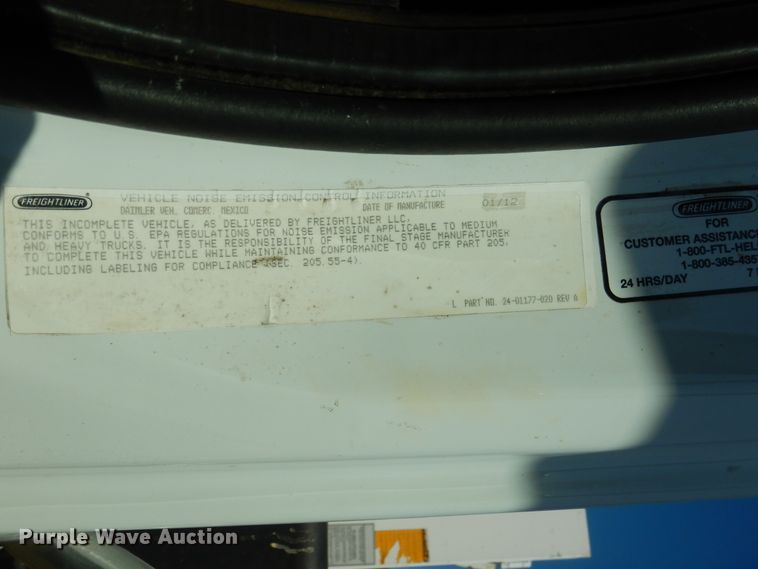 FREIGHTLINER
VEHICLE NOISE EMISSION CONTROL INFORMATION
DAIMLER VEH. COMERC. MEXICO DATE OF MANUFACTURE 01/12
THIS INCOMPLETE VEHICLE, AS DELIVERED BY FREIGHTLINER LLC,
CONFORMS TO U.S. EPA REGULATIONS FOR NOISE EMISSION APPLICABLE TO MEDIUM
AND HEAVY TRUCKS. IT IS THE RESPONSIBILITY OF THE FINAL STAGE MANUFACTURER
TO COMPLETE THIS VEHICLE WHILE MAINTAINING CONFORMANCE TO 40 CFR PART 205,
INCLUDING LABELING FOR COMPLIANCE (SEC. 205.55-4).
L PART NO. 24-01177-020 REV A
FREIGHTLINER
FOR
CUSTOMER ASSISTANCE
1-800-FTL-HEL
1-800-385-435
24 HRS/DAY 7
Purple Wave Auction
purplewave.com